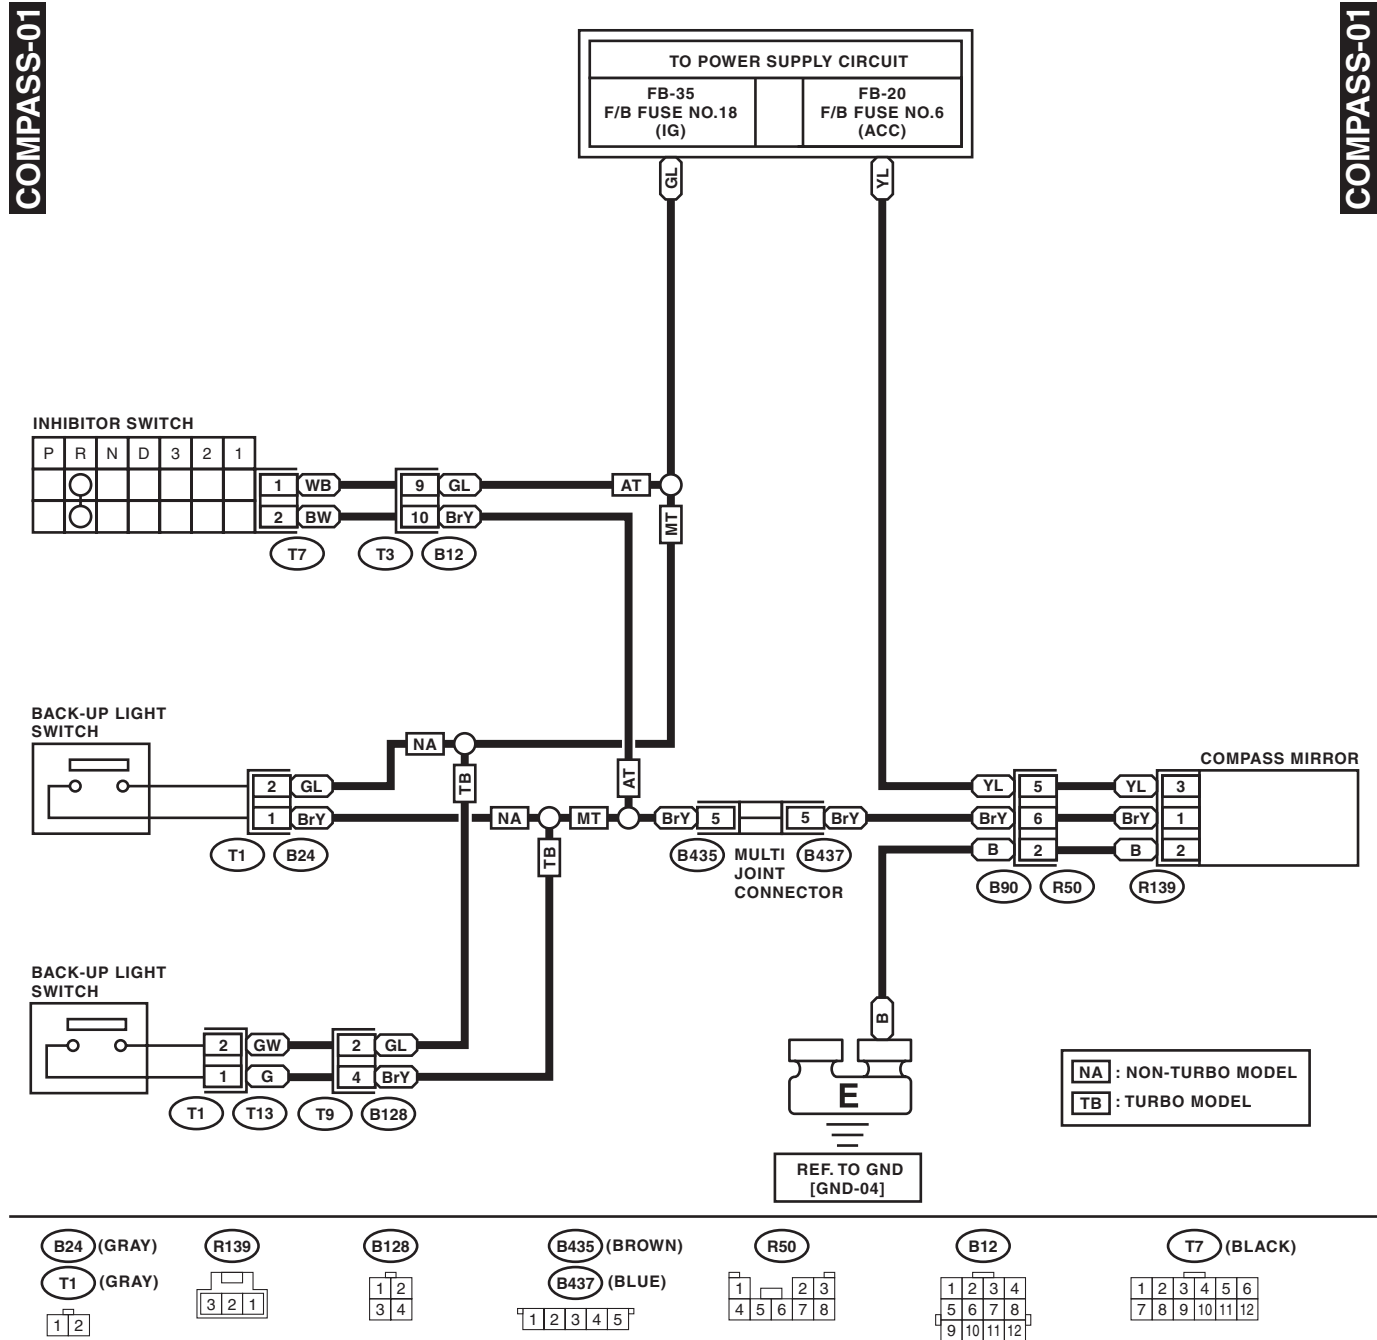 COMPASS-01
COMPASS-01
TO POWER SUPPLY CIRCUIT
FB-35
F/B FUSE NO.18
(IG)
FB-20
F/B FUSE NO.6
(ACC)
GL
YL
INHIBITOR SWITCH
P R N D 3 2 1
1 WB 9 GL AT
2 BW 10 BrY MT
T7 T3 B12
BACK-UP LIGHT
SWITCH
NA
TB
AT
2 GL
1 BrY NA MT BrY 5 5 BrY
TB
T1 B24
B435 MULTI
JOINT
CONNECTOR
B437
COMPASS MIRROR
YL 5 YL 3
BrY 6 BrY 1
B 2 B 2
B90 R50 R139
BACK-UP LIGHT
SWITCH
2 GW 2 GL
1 G 4 BrY
T1 T13 T9 B128
B
E
REF. TO GND
[GND-04]
NA : NON-TURBO MODEL
TB : TURBO MODEL
B24 (GRAY)
T1 (GRAY)
1 2
R139
3 2 1
B128
1 2
3 4
B435 (BROWN)
B437 (BLUE)
1 2 3 4 5
R50
1 2 3
4 5 6 7 8
B12
1 2 3 4
5 6 7 8
9 10 11 12
T7 (BLACK)
1 2 3 4 5 6
7 8 9 10 11 12